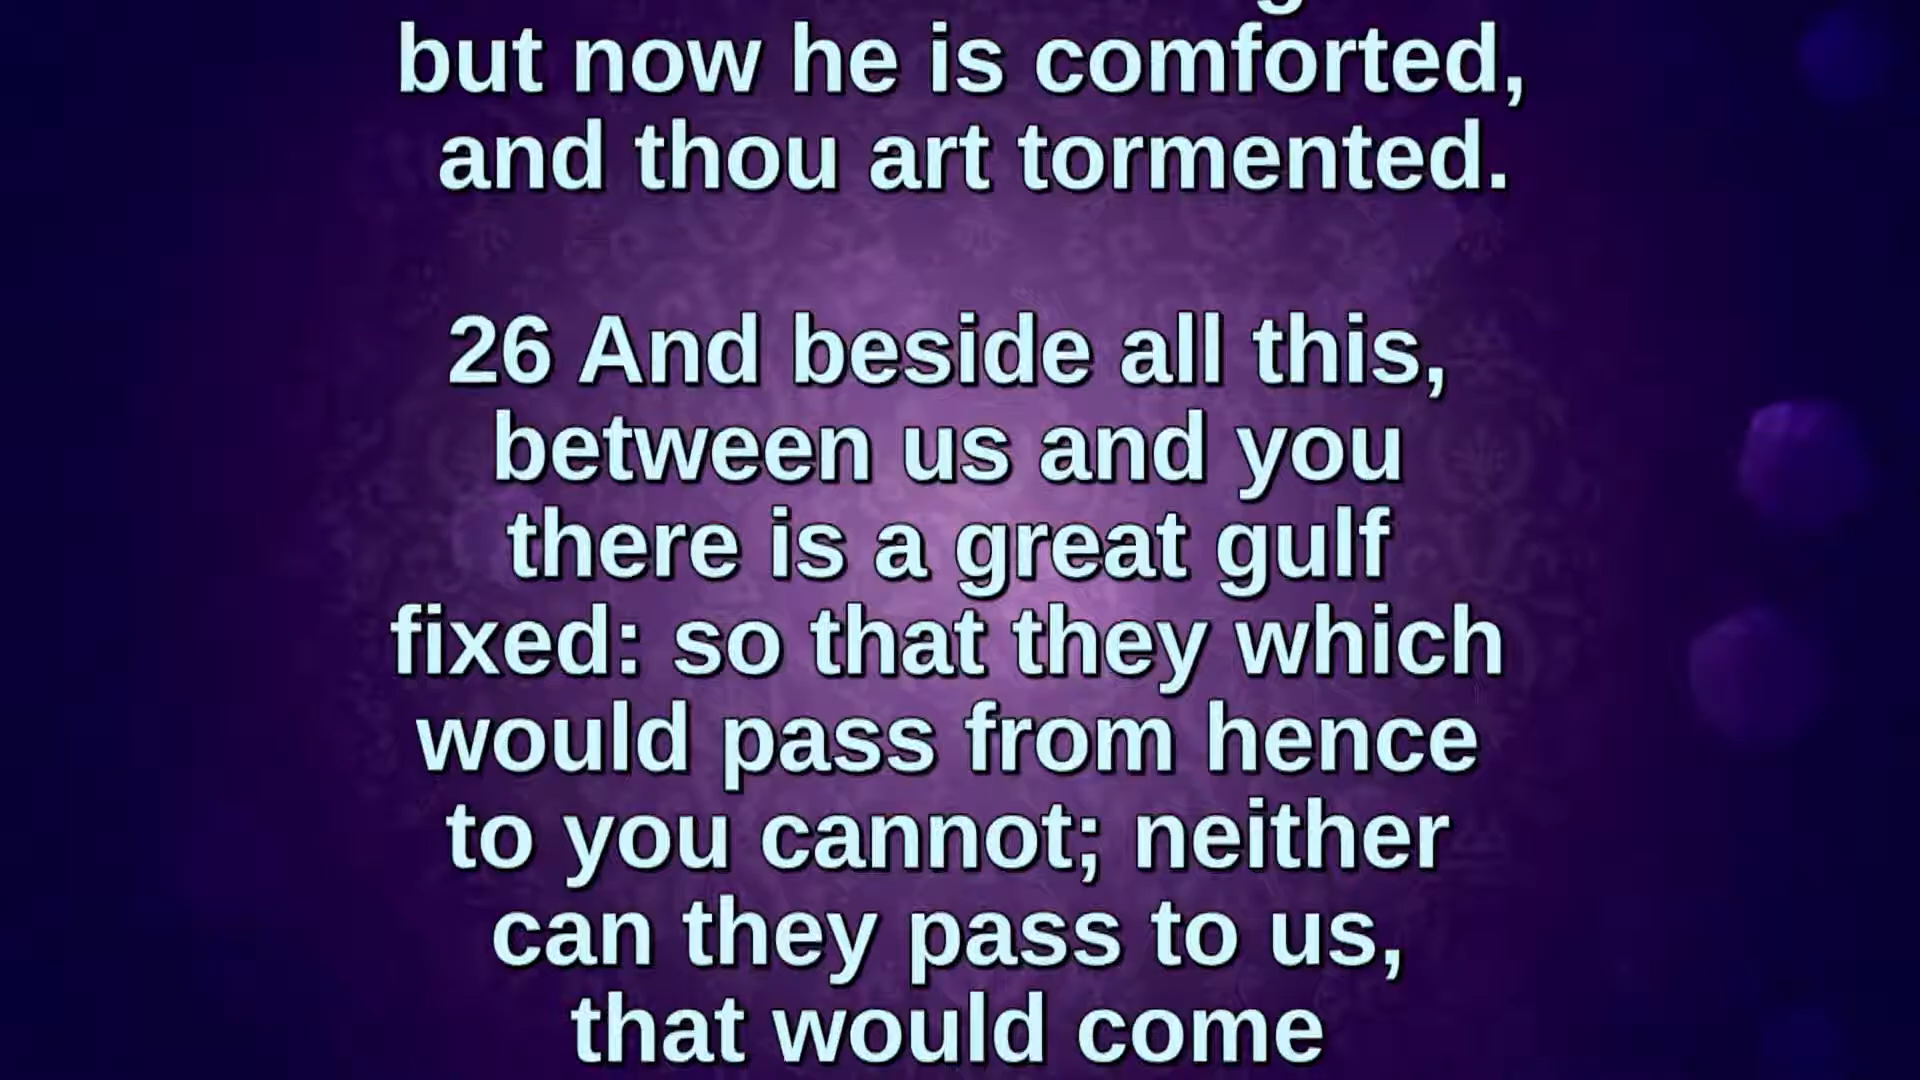 but now he is comforted,
and thou art tormented.
26 And beside all this,
between us and you
there is a great gulf
fixed: so that they which
would pass from hence
to you cannot; neither
can they pass to us,
that would come